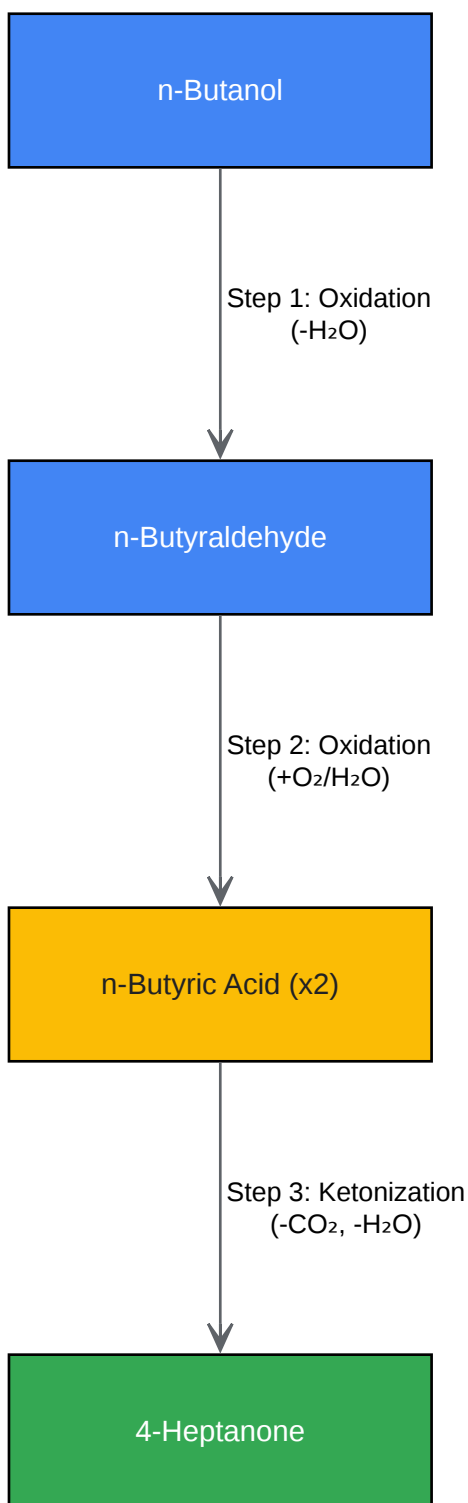 n-Butanol
Step 1: Oxidation
(-H₂O)
n-Butyraldehyde
Step 2: Oxidation
(+O₂/H₂O)
n-Butyric Acid (x2)
Step 3: Ketonization
(-CO₂, -H₂O)
4-Heptanone